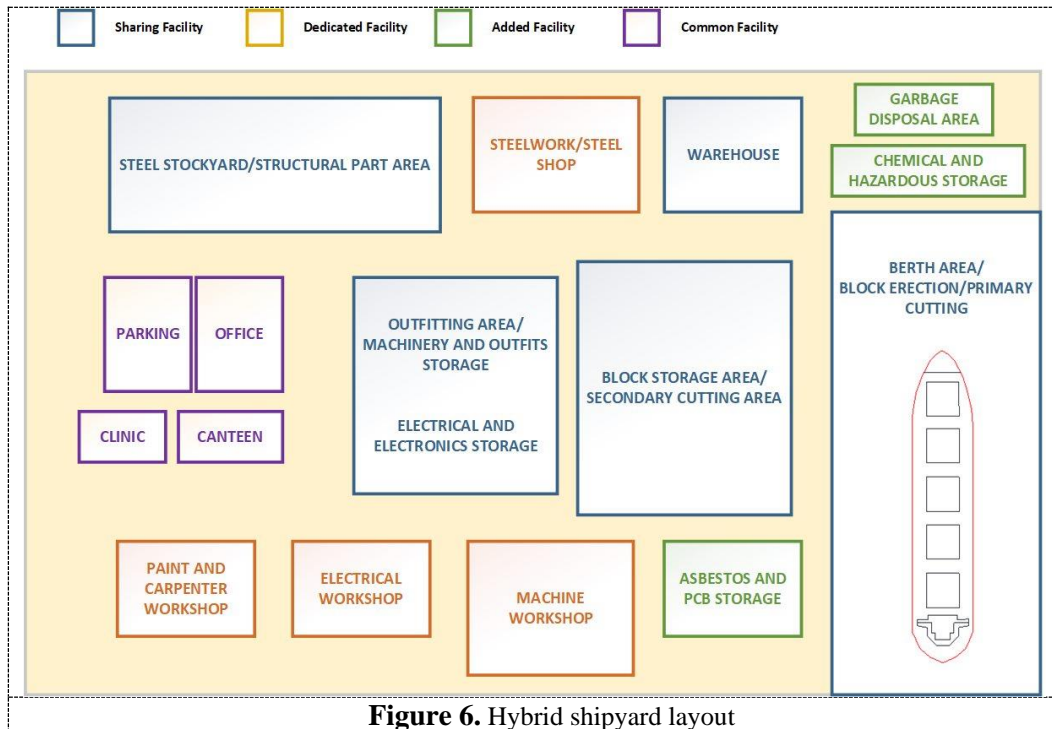 Sharing Facility
Dedicated Facility
Added Facility
Common Facility
STEEL STOCKYARD/STRUCTURAL PART AREA
STEELWORK/STEEL
SHOP
WAREHOUSE
GARBAGE
DISPOSAL AREA
CHEMICAL AND
HAZARDOUS STORAGE
PARKING
OFFICE
CLINIC
CANTEEN
OUTFITTING AREA/
MACHINERY AND OUTFITS
STORAGE
ELECTRICAL AND
ELECTRONICS STORAGE
BLOCK STORAGE AREA/
SECONDARY CUTTING AREA
BERTH AREA/
BLOCK ERECTION/PRIMARY
CUTTING
PAINT AND
CARPENTER
WORKSHOP
ELECTRICAL
WORKSHOP
MACHINE
WORKSHOP
ASBESTOS AND
PCB STORAGE
Figure 6. Hybrid shipyard layout